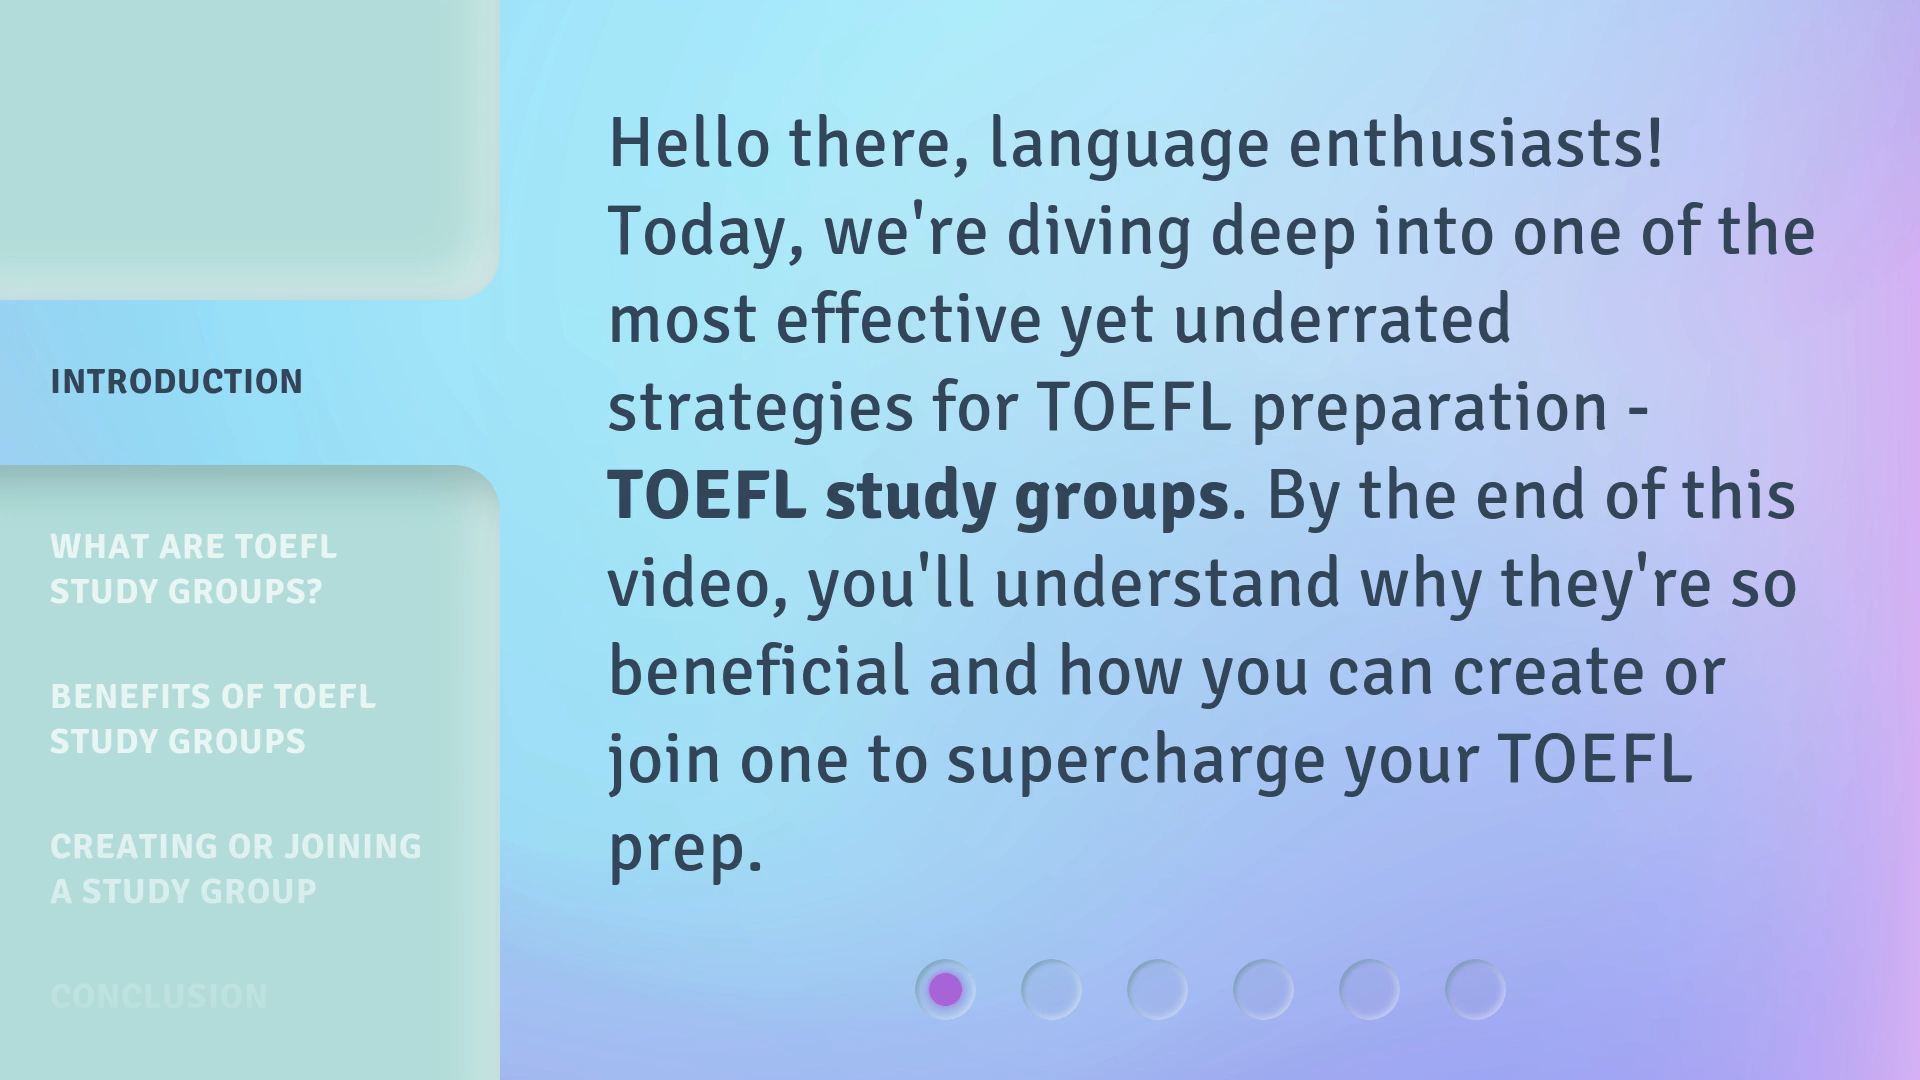 INTRODUCTION
WHAT ARE TOEFL
STUDY GROUPS?
BENEFITS OF TOEFL
STUDY GROUPS
CREATING OR JOINING
A STUDY GROUP
CONCLUSION
Hello there, language enthusiasts!
Today, we're diving deep into one of the
most effective yet underrated
strategies for TOEFL preparation -
TOEFL study groups. By the end of this
video, you'll understand why they're so
beneficial and how you can create or
join one to supercharge your TOEFL
prep.